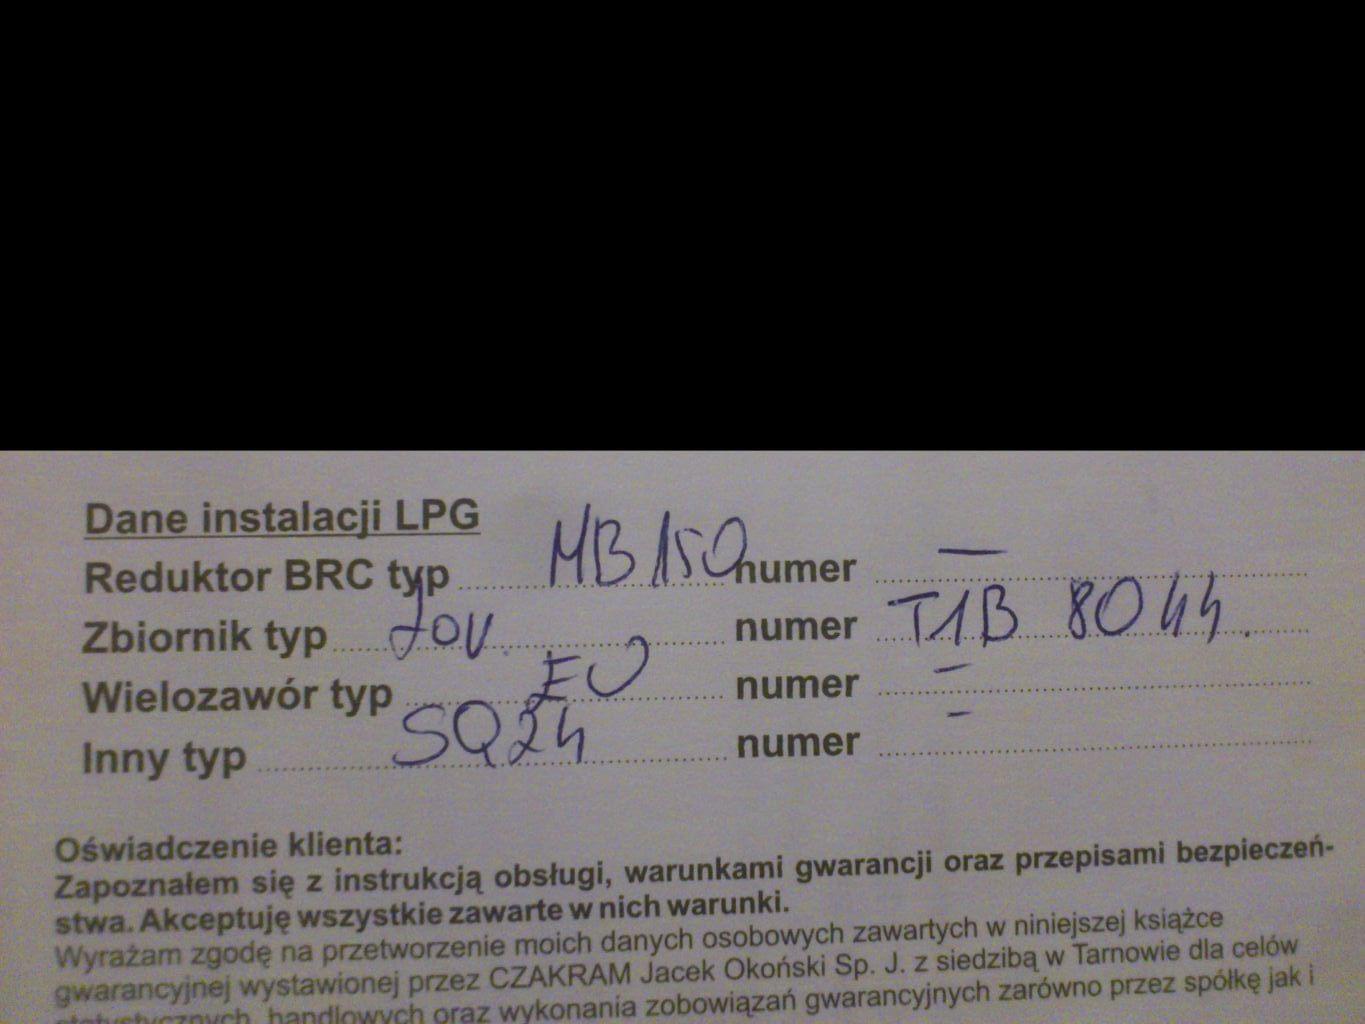 Dane instalacji LPG
Reduktor BRC typ MB150 numer —
Zbiornik typ numer T1B 8044.
Wielozawór typ EU numer –
Inny typ SQ24 numer –
Oświadczenie klienta:
Zapoznałem się z instrukcją obsługi, warunkami gwarancji oraz przepisami bezpieczeń-
stwa. Akceptuję wszystkie zawarte w nich warunki.
Wyrażam zgodę na przetworzenie moich danych osobowych zawartych w niniejszej książce
gwarancyjnej wystawionej przez CZAKRAM Jacek Okoński Sp. J. z siedzibą w Tarnowie dla celów
statystycznych, handlowych oraz wykonania zobowiązań gwarancyjnych zarówno przez spółkę jak i